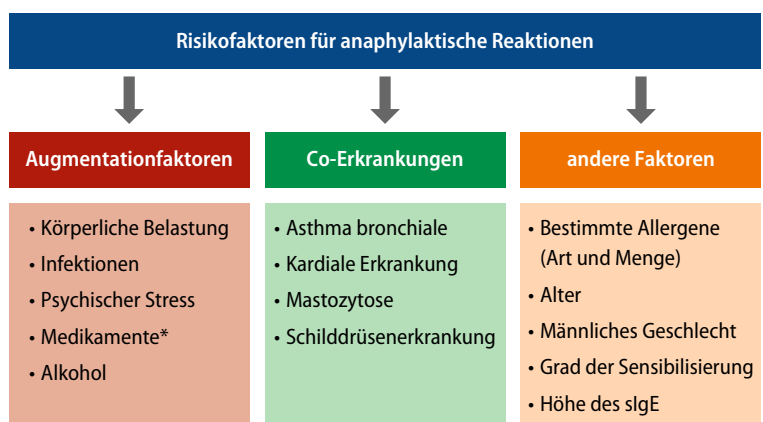 Risikofaktoren für anaphylaktische Reaktionen
Augmentationfaktoren
• Körperliche Belastung
• Infektionen
• Psychischer Stress
• Medikamente*
• Alkohol
Co-Erkrankungen
• Asthma bronchiale
• Kardiale Erkrankung
• Mastozytose
• Schilddrüsenerkrankung
andere Faktoren
• Bestimmte Allergene
(Art und Menge)
• Alter
• Männliches Geschlecht
• Grad der Sensibilisierung
• Höhe des sIgE